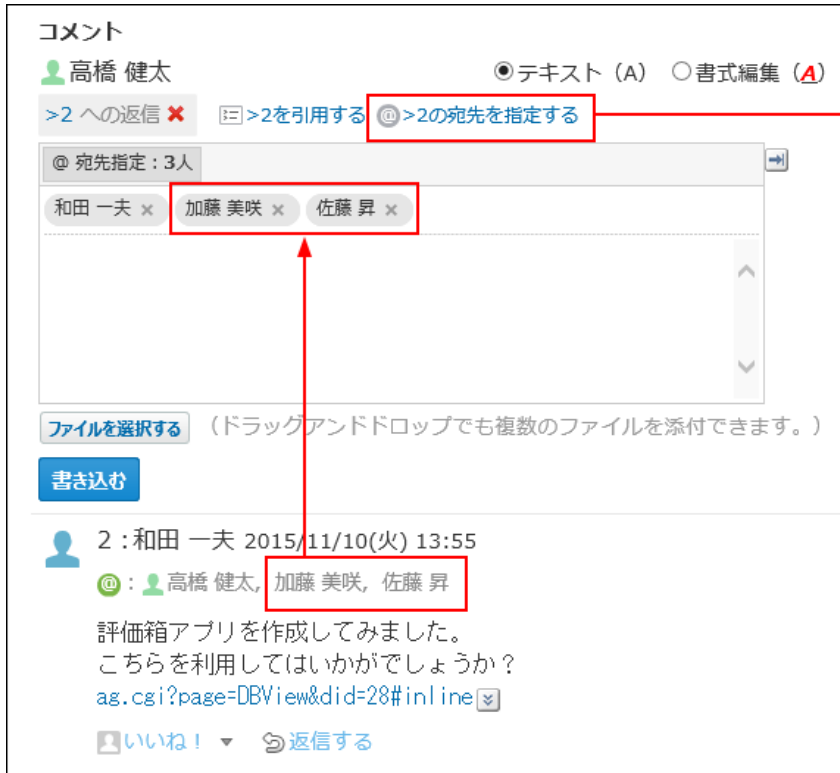 コメント
高橋 健太 テキスト（A） 書式編集（A）
>2 への返信 >2を引用する @>2の宛先を指定する
@ 宛先指定：3人
和田 一夫 × 加藤 美咲 × 佐藤 昇 ×
ファイルを選択する （ドラッグアンドドロップでも複数のファイルを添付できます。）
書き込む
2：和田 一夫 2015/11/10(火) 13:55
@：高橋 健太, 加藤 美咲, 佐藤 昇
評価箱アプリを作成してみました。
こちらを利用してはいかがでしょうか？
ag.cgi?page=DBView&did=28#inline
いいね！ ▼ 返信する